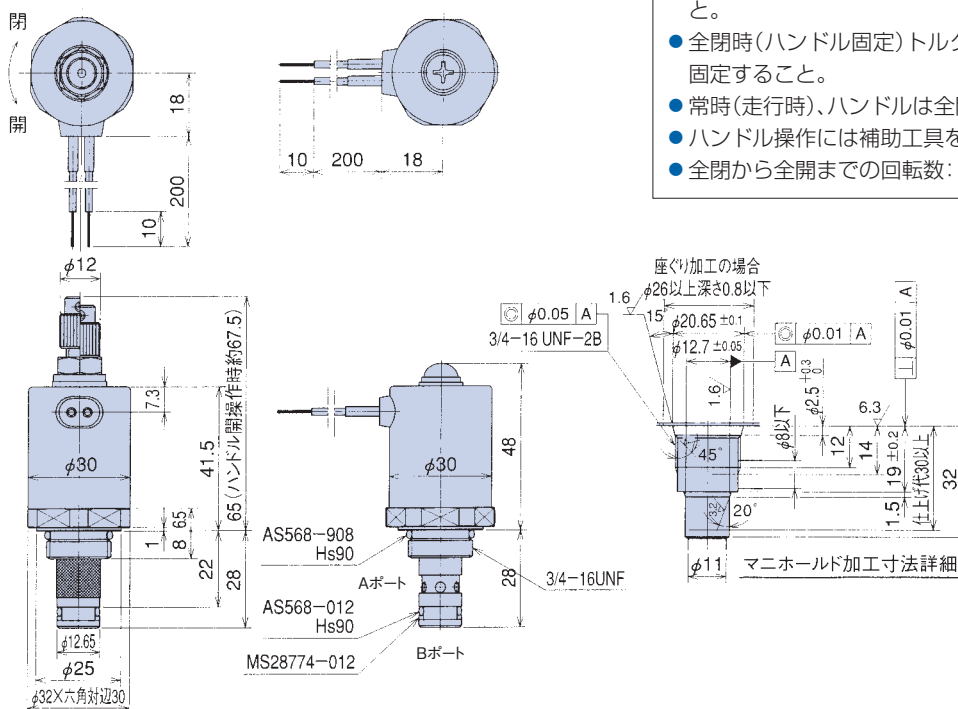 と。
● 全閉時(ハンドル固定)トルク
固定すること。
● 常時(走行時)、ハンドルは全
● ハンドル操作には補助工具を
● 全閉から全開までの回転数:
閉
開
18
200
10
10 200 18
φ12
7.3
φ30
41.5
65(ハンドル開操作時約67.5)
6.5
1
8
22
28
φ12.65
φ25
φ32×六角対辺30
φ30
48
28
AS568-908
Hs90
Aポート
AS568-012
Hs90
MS28774-012
Bポート
3/4-16UNF
座ぐり加工の場合
φ26以上深さ0.8以下
1.6
15
φ20.65 ±0.1
◎ φ0.05 A
3/4-16 UNF-2B
◎ φ0.01 A
φ12.7 ±0.05
A
⊥ φ0.01 A
1.6
φ2.5 +0.3 0
6.3
φ8以下
45°
12
14
19 ±0.2
仕上げ代30以上
32
3.2
20°
1.5
φ11
マニホールド加工寸法詳細